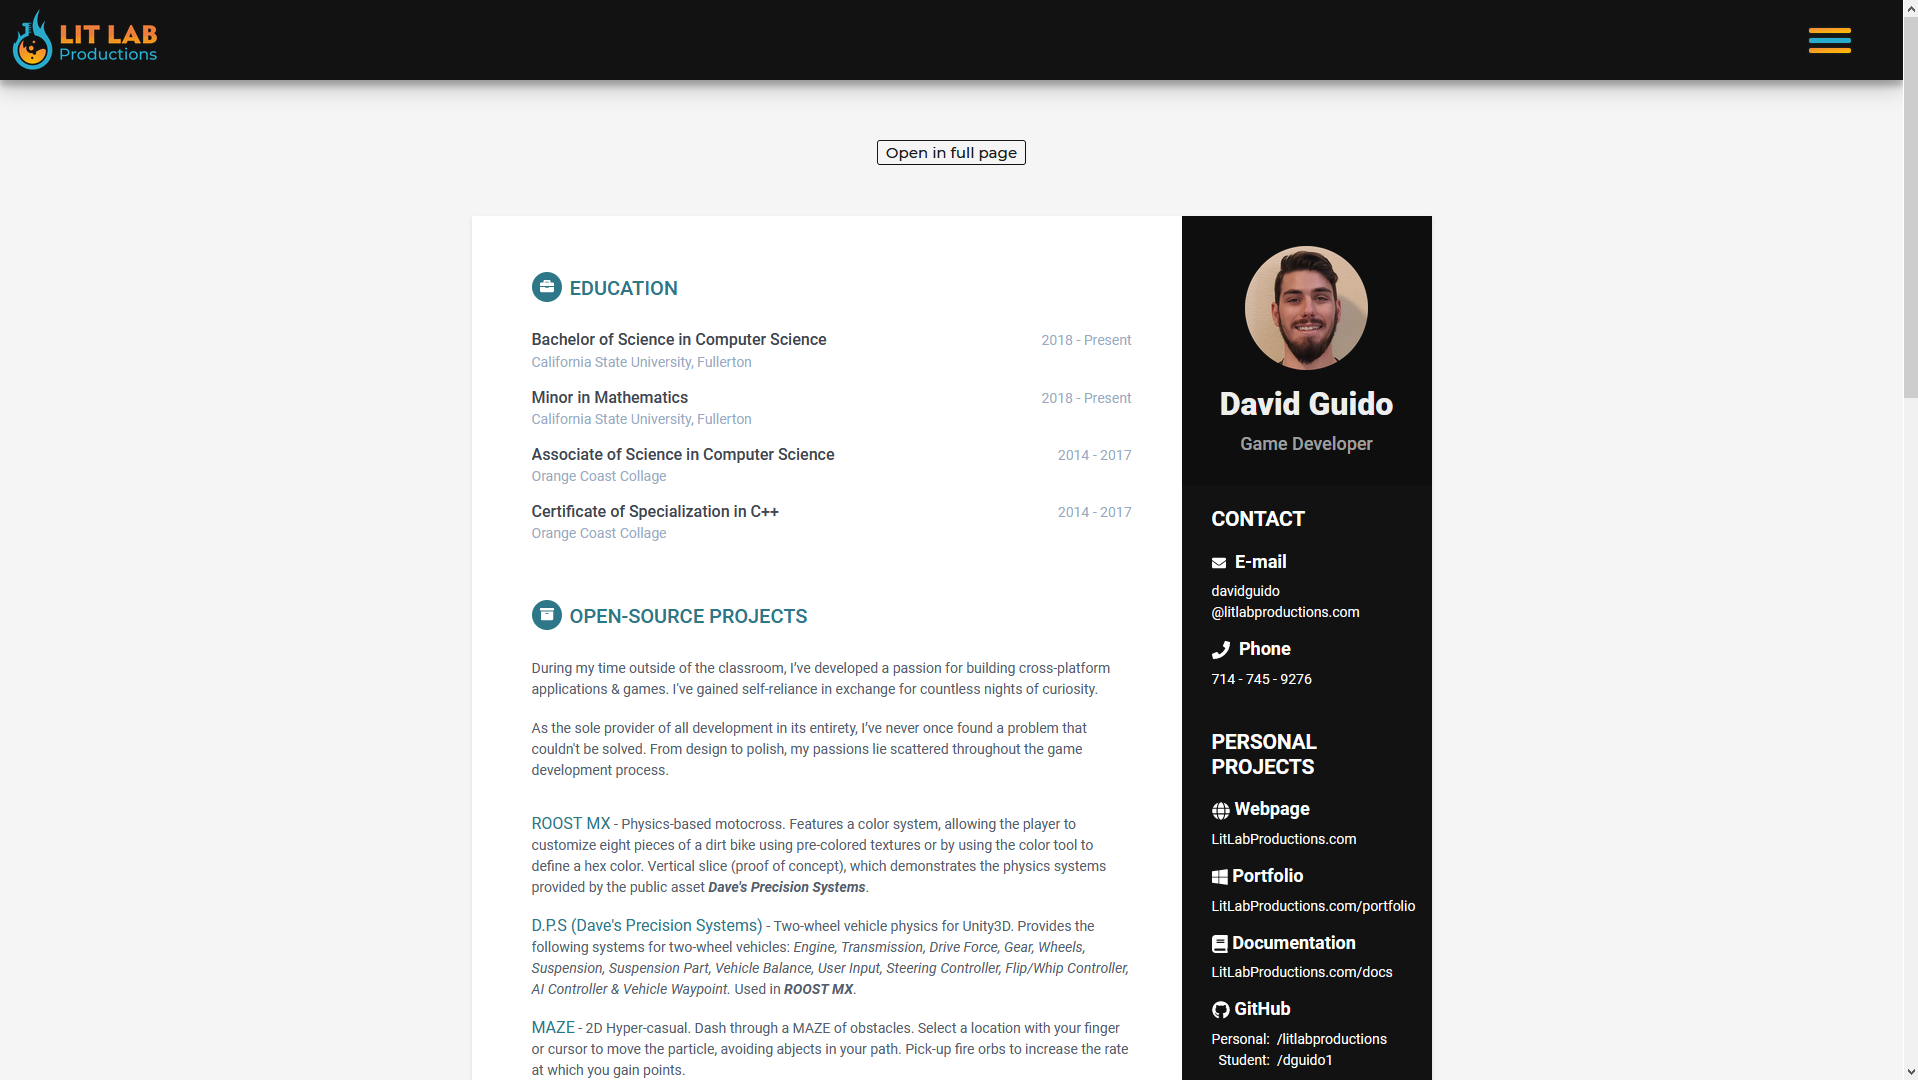 LIT LAB
Productions
Open in full page
EDUCATION
Bachelor of Science in Computer Science 2018 - Present
California State University, Fullerton
Minor in Mathematics 2018 - Present
California State University, Fullerton
Associate of Science in Computer Science 2014 - 2017
Orange Coast Collage
Certificate of Specialization in C++ 2014 - 2017
Orange Coast Collage
OPEN-SOURCE PROJECTS
During my time outside of the classroom, I’ve developed a passion for building cross-platform
applications & games. I've gained self-reliance in exchange for countless nights of curiosity.
As the sole provider of all development in its entirety, I’ve never once found a problem that
couldn't be solved. From design to polish, my passions lie scattered throughout the game
development process.
ROOST MX - Physics-based motocross. Features a color system, allowing the player to
customize eight pieces of a dirt bike using pre-colored textures or by using the color tool to
define a hex color. Vertical slice (proof of concept), which demonstrates the physics systems
provided by the public asset Dave's Precision Systems.
D.P.S (Dave's Precision Systems) - Two-wheel vehicle physics for Unity3D. Provides the
following systems for two-wheel vehicles: Engine, Transmission, Drive Force, Gear, Wheels,
Suspension, Suspension Part, Vehicle Balance, User Input, Steering Controller, Flip/Whip Controller,
AI Controller & Vehicle Waypoint. Used in ROOST MX.
MAZE - 2D Hyper-casual. Dash through a MAZE of obstacles. Select a location with your finger
or cursor to move the particle, avoiding abjects in your path. Pick-up fire orbs to increase the rate
at which you gain points.
David Guido
Game Developer
CONTACT
E-mail
davidguido
@litlabproductions.com
Phone
714 - 745 - 9276
PERSONAL
PROJECTS
Webpage
LitLabProductions.com
Portfolio
LitLabProductions.com/portfolio
Documentation
LitLabProductions.com/docs
GitHub
Personal: /litlabproductions
Student: /dguido1